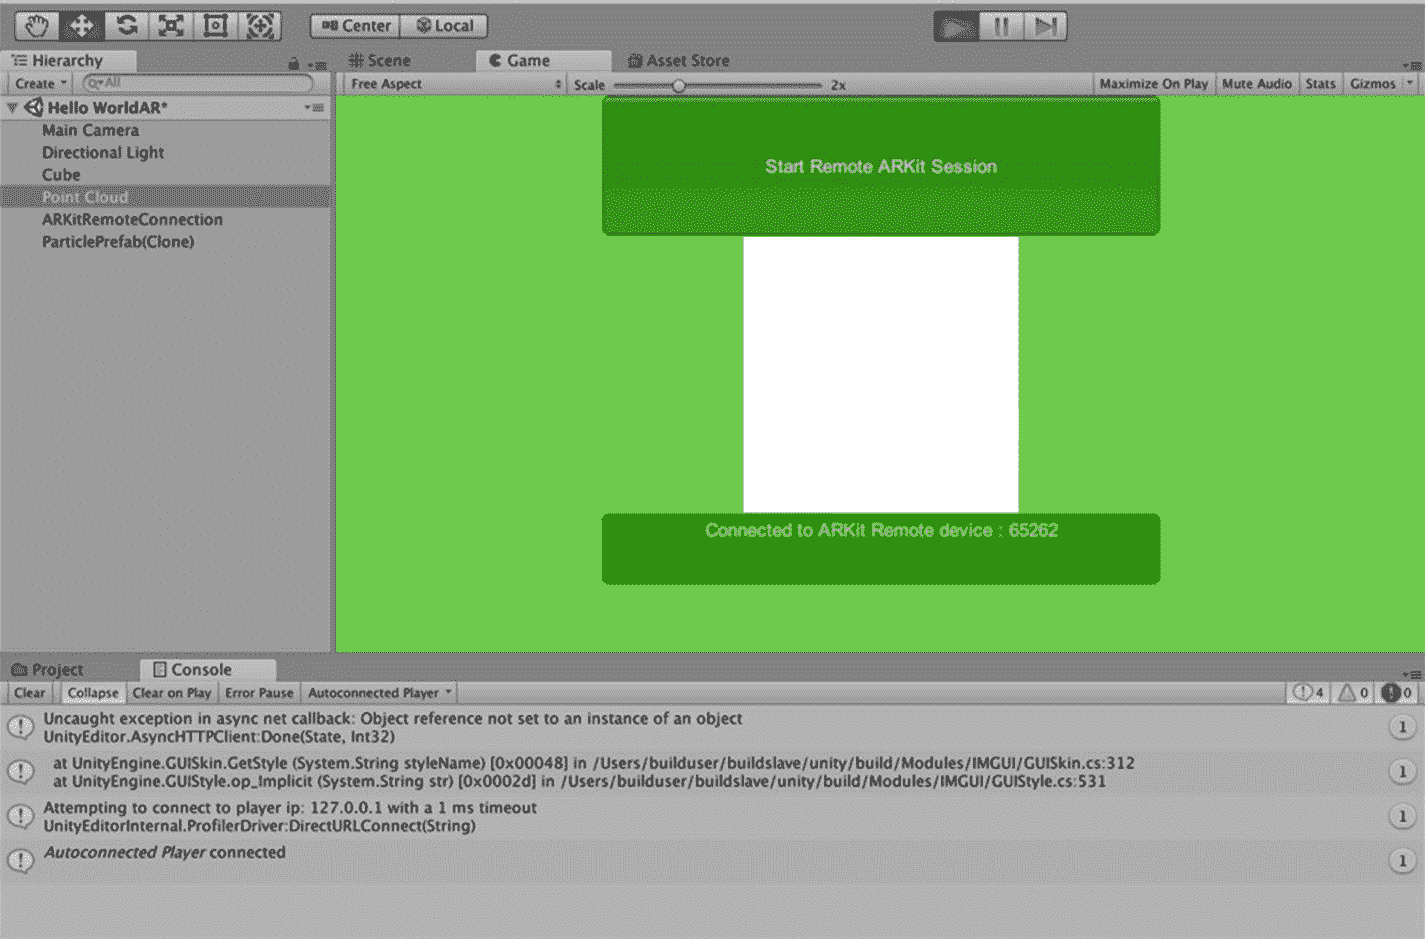 Center Local
Hierarchy
Scene Game Asset Store
Create All
Free Aspect Scale 2x Maximize On Play Mute Audio Stats Gizmos
Hello WorldAR*
Main Camera
Directional Light
Cube
Point Cloud
ARKitRemoteConnection
ParticlePrefab(Clone)
Start Remote ARKit Session
Connected to ARKit Remote device : 65262
Project Console
Clear Collapse Clear on Play Error Pause Autoconnected Player 4 0 0
Uncaught exception in async net callback: Object reference not set to an instance of an object
UnityEditor.AsyncHTTPClient:Done(State, Int32)
1
at UnityEngine.GUISkin.GetStyle (System.String styleName) [0x00048] in /Users/builduser/buildslave/unity/build/Modules/IMGUI/GUISkin.cs:312
at UnityEngine.GUIStyle.op_Implicit (System.String str) [0x0002d] in /Users/builduser/buildslave/unity/build/Modules/IMGUI/GUIStyle.cs:531
1
Attempting to connect to player ip: 127.0.0.1 with a 1 ms timeout
UnityEditorInternal.ProfilerDriver:DirectURLConnect(String)
1
Autoconnected Player connected
1